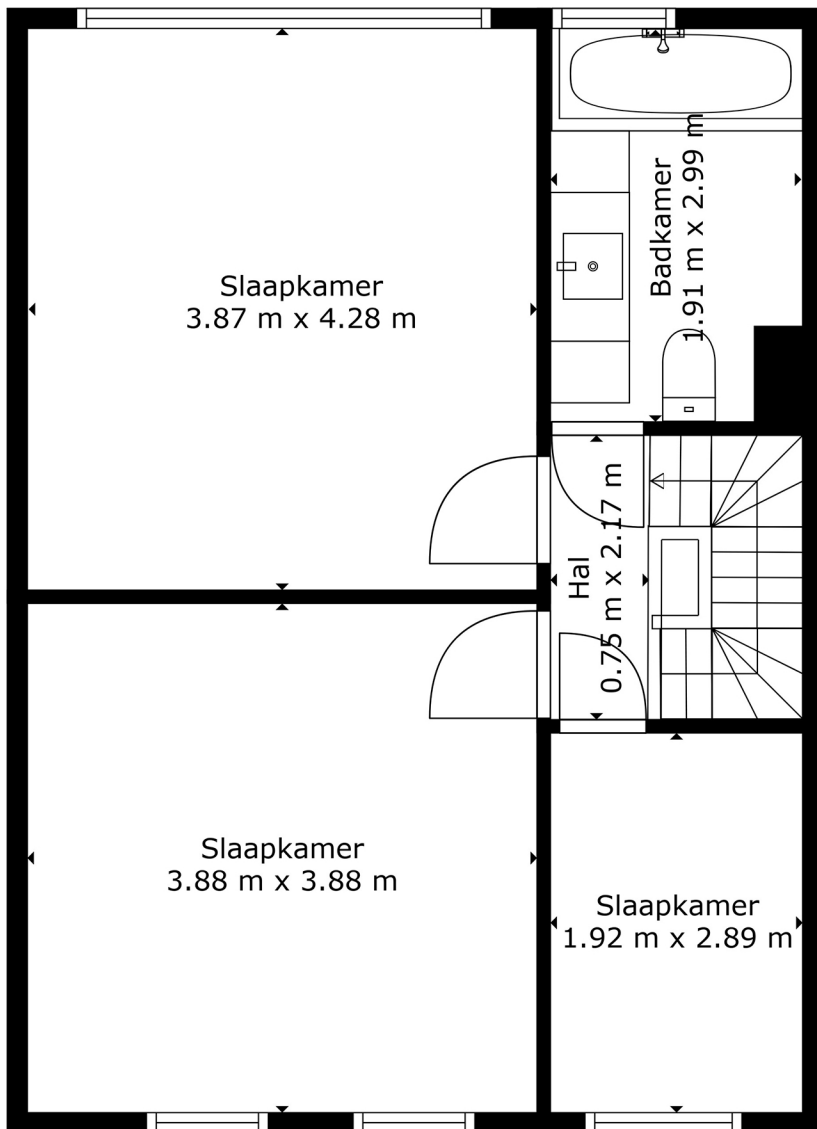 Slaapkamer
3.87 m x 4.28 m
Badkamer
1.91 m x 2.99 m
Hal
0.75 m x 2.17 m
Slaapkamer
3.88 m x 3.88 m
Slaapkamer
1.92 m x 2.89 m